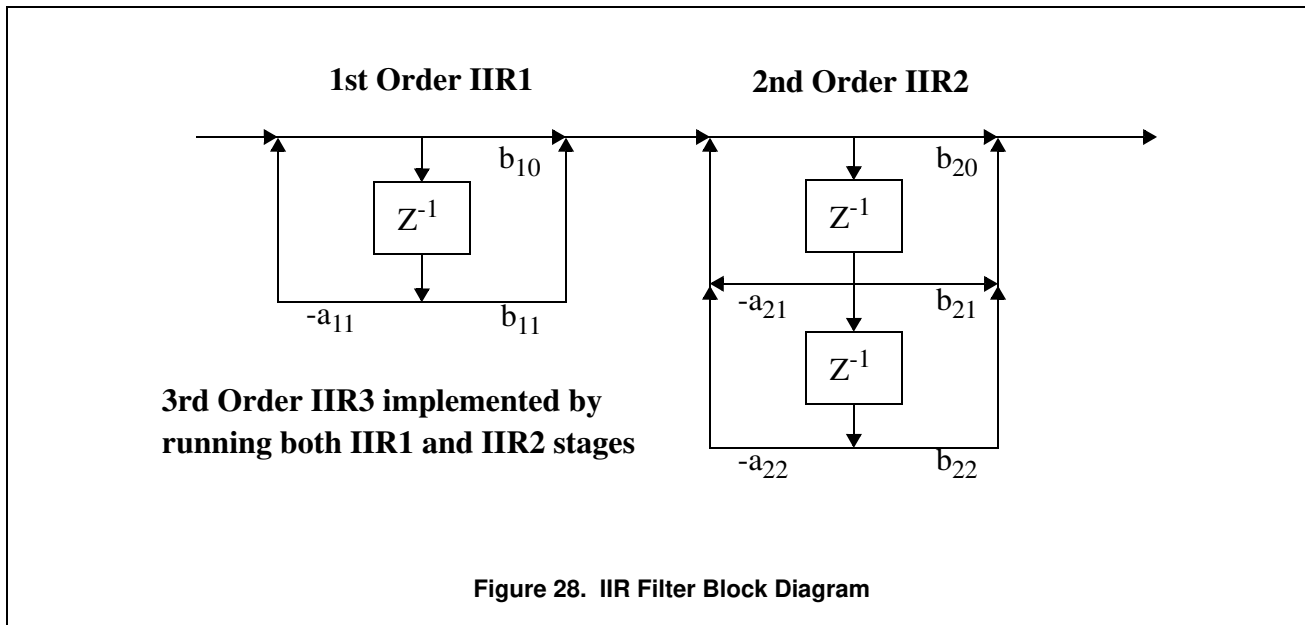 1st Order IIR1
2nd Order IIR2
b10
b20
Z-1
Z-1
-a11
b11
-a21
b21
Z-1
3rd Order IIR3 implemented by
running both IIR1 and IIR2 stages
-a22
b22
Figure 28. IIR Filter Block Diagram